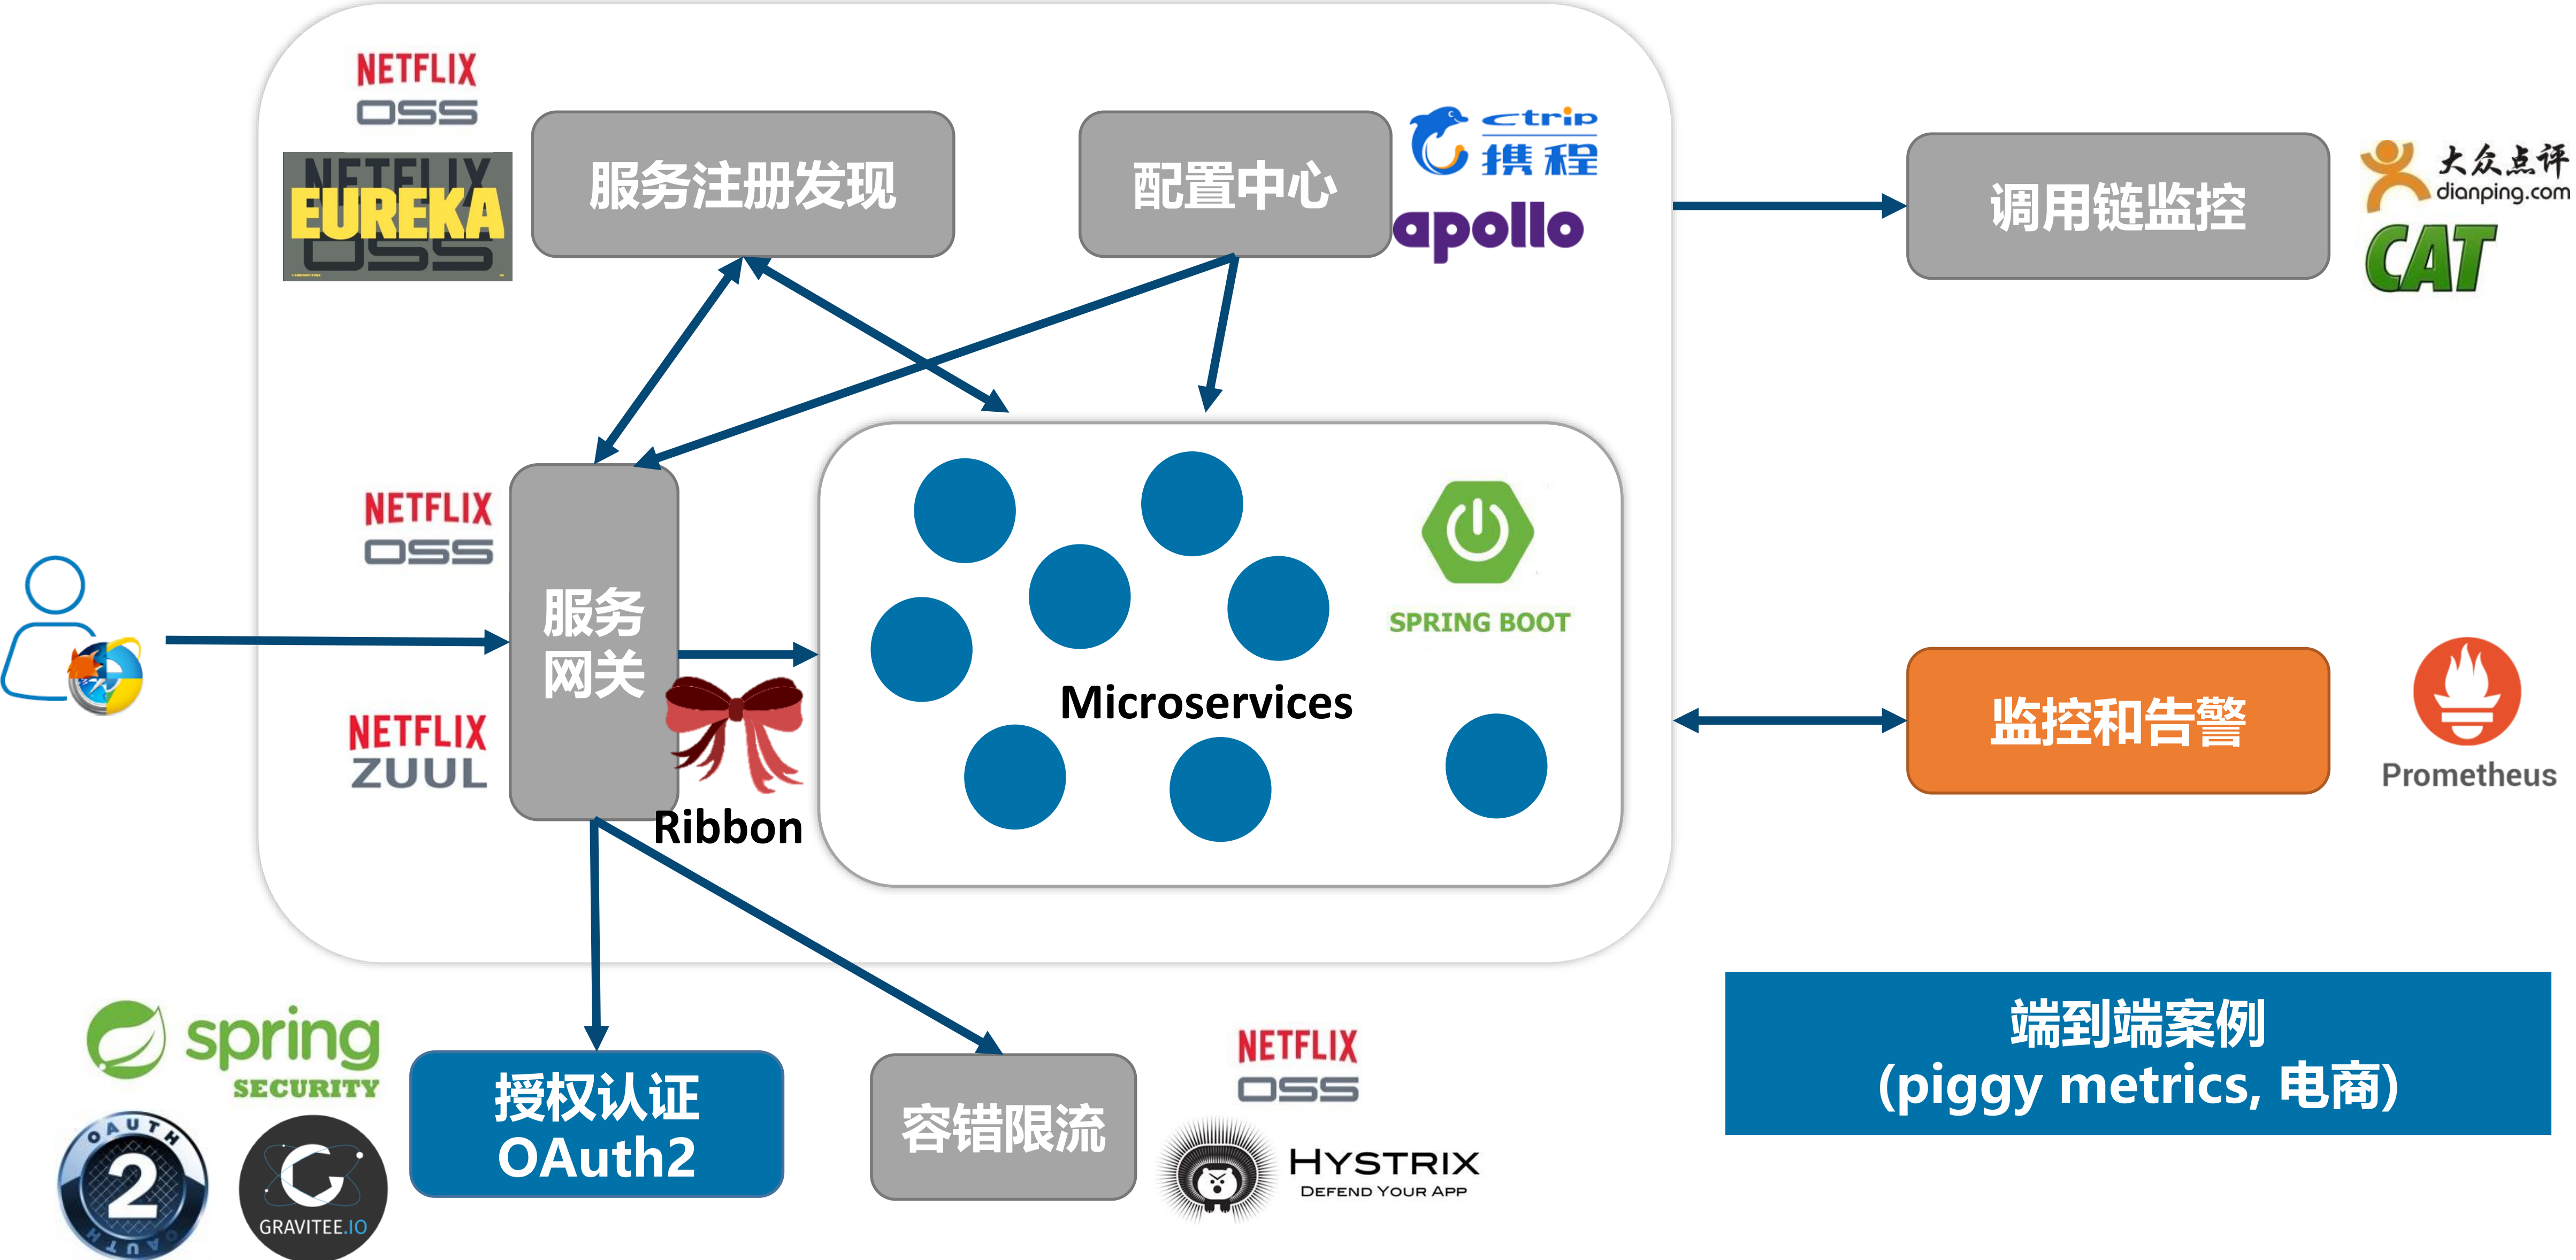 NETFLIX
OSS
NETFLIX
EUREKA
OSS
服务注册发现
配置中心
ctrip
携程
apollo
调用链监控
大众点评
dianping.com
CAT
NETFLIX
OSS
服务
网关
NETFLIX
ZUUL
Ribbon
SPRING BOOT
Microservices
监控和告警
Prometheus
spring
SECURITY
OAUTH
2
OAUTH
GRAVITEE.IO
授权认证
OAuth2
容错限流
NETFLIX
OSS
HYSTRIX
DEFEND YOUR APP
端到端案例
(piggy metrics, 电商)